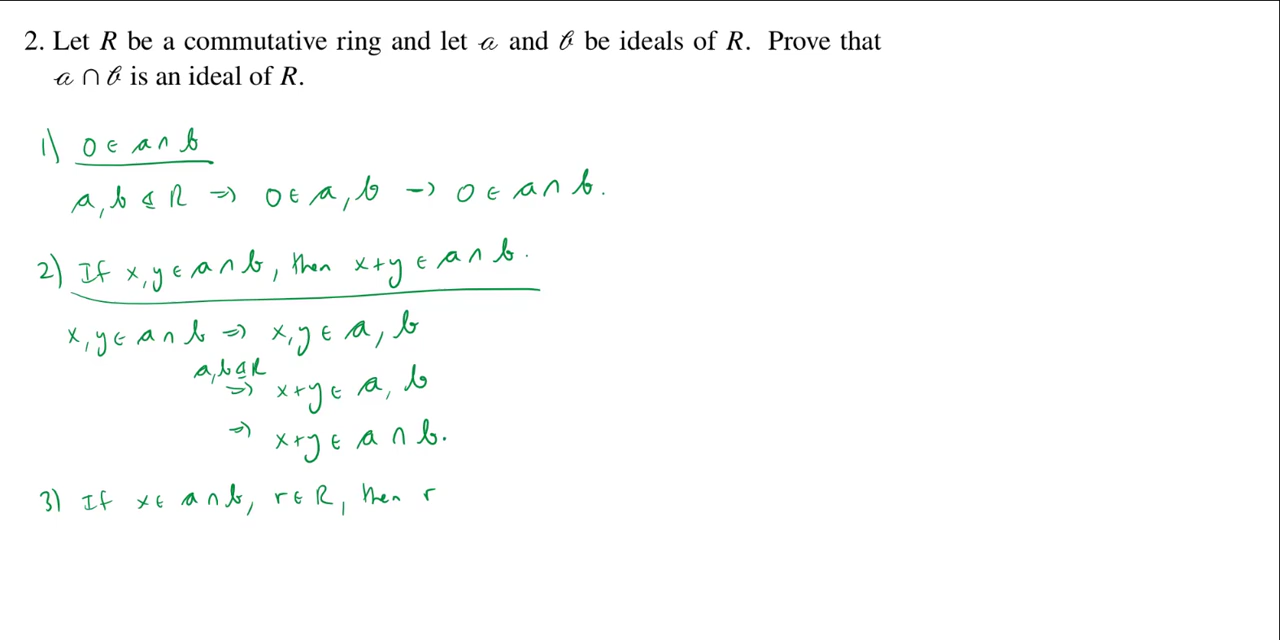 2. Let R be a commutative ring and let 𝒶 and 𝒷 be ideals of R. Prove that
𝒶 ∩ 𝒷 is an ideal of R.
1) 0 ∈ a ∩ b
a, b ⊴ R ⇒ 0 ∈ a, b → 0 ∈ a ∩ b.
2) If x, y ∈ a ∩ b, then x+y ∈ a ∩ b.
x, y ∈ a ∩ b ⇒ x, y ∈ a, b
a, b ⊴ R
⇒ x+y ∈ a, b
⇒ x+y ∈ a ∩ b.
3) If x ∈ a ∩ b, r ∈ R, then r